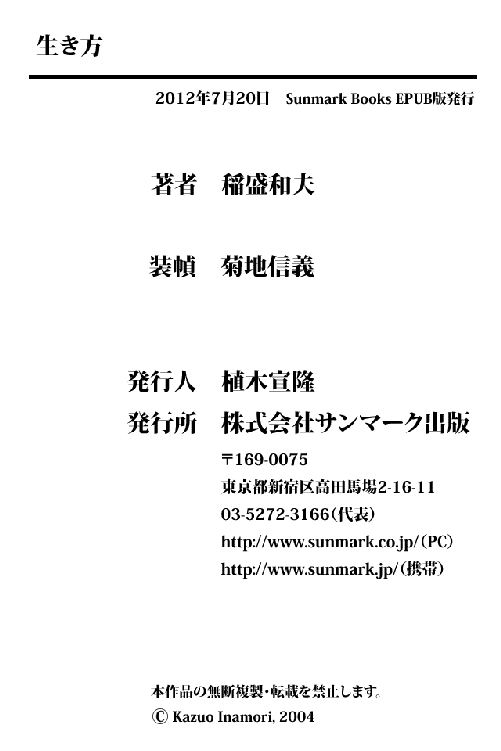 生き方
2012年7月20日　Sunmark Books EPUB版発行
著者　稲盛和夫
装幀　菊地信義
発行人　植木宣隆
発行所　株式会社サンマーク出版
〒169-0075
東京都新宿区高田馬場2-16-11
03-5272-3166（代表）
http://www.sunmark.co.jp/（PC）
http://www.sunmark.jp/（携帯）
本作品の無断複製・転載を禁止します。
© Kazuo Inamori, 2004